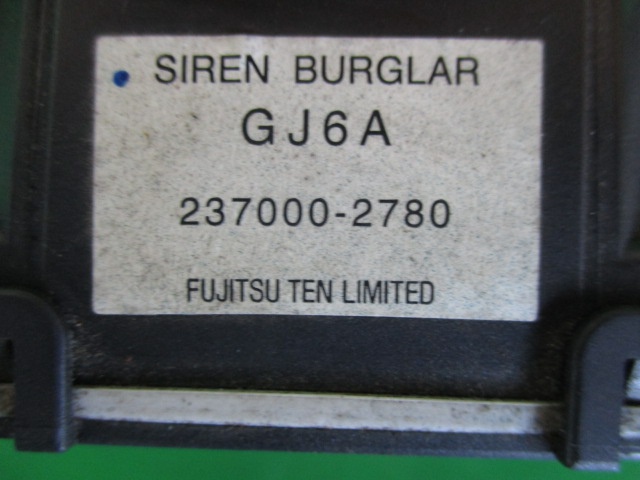 SIREN BURGLAR
GJ6A
237000-2780
FUJITSU TEN LIMITED